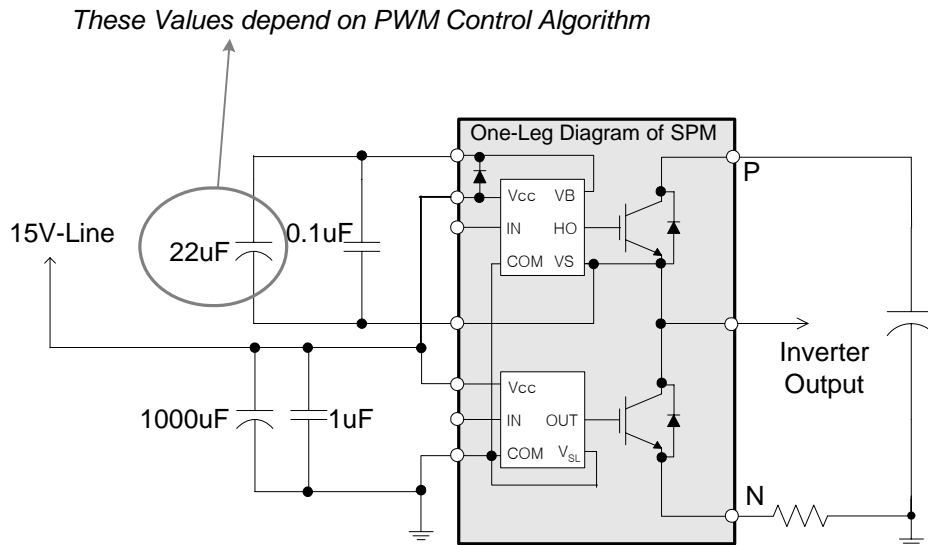 These Values depend on PWM Control Algorithm
One-Leg Diagram of SPM
P
Vcc VB
15V-Line
22uF
0.1uF
IN HO
COM VS
Inverter
Output
Vcc
1000uF
1uF
IN OUT
COM VSL
N